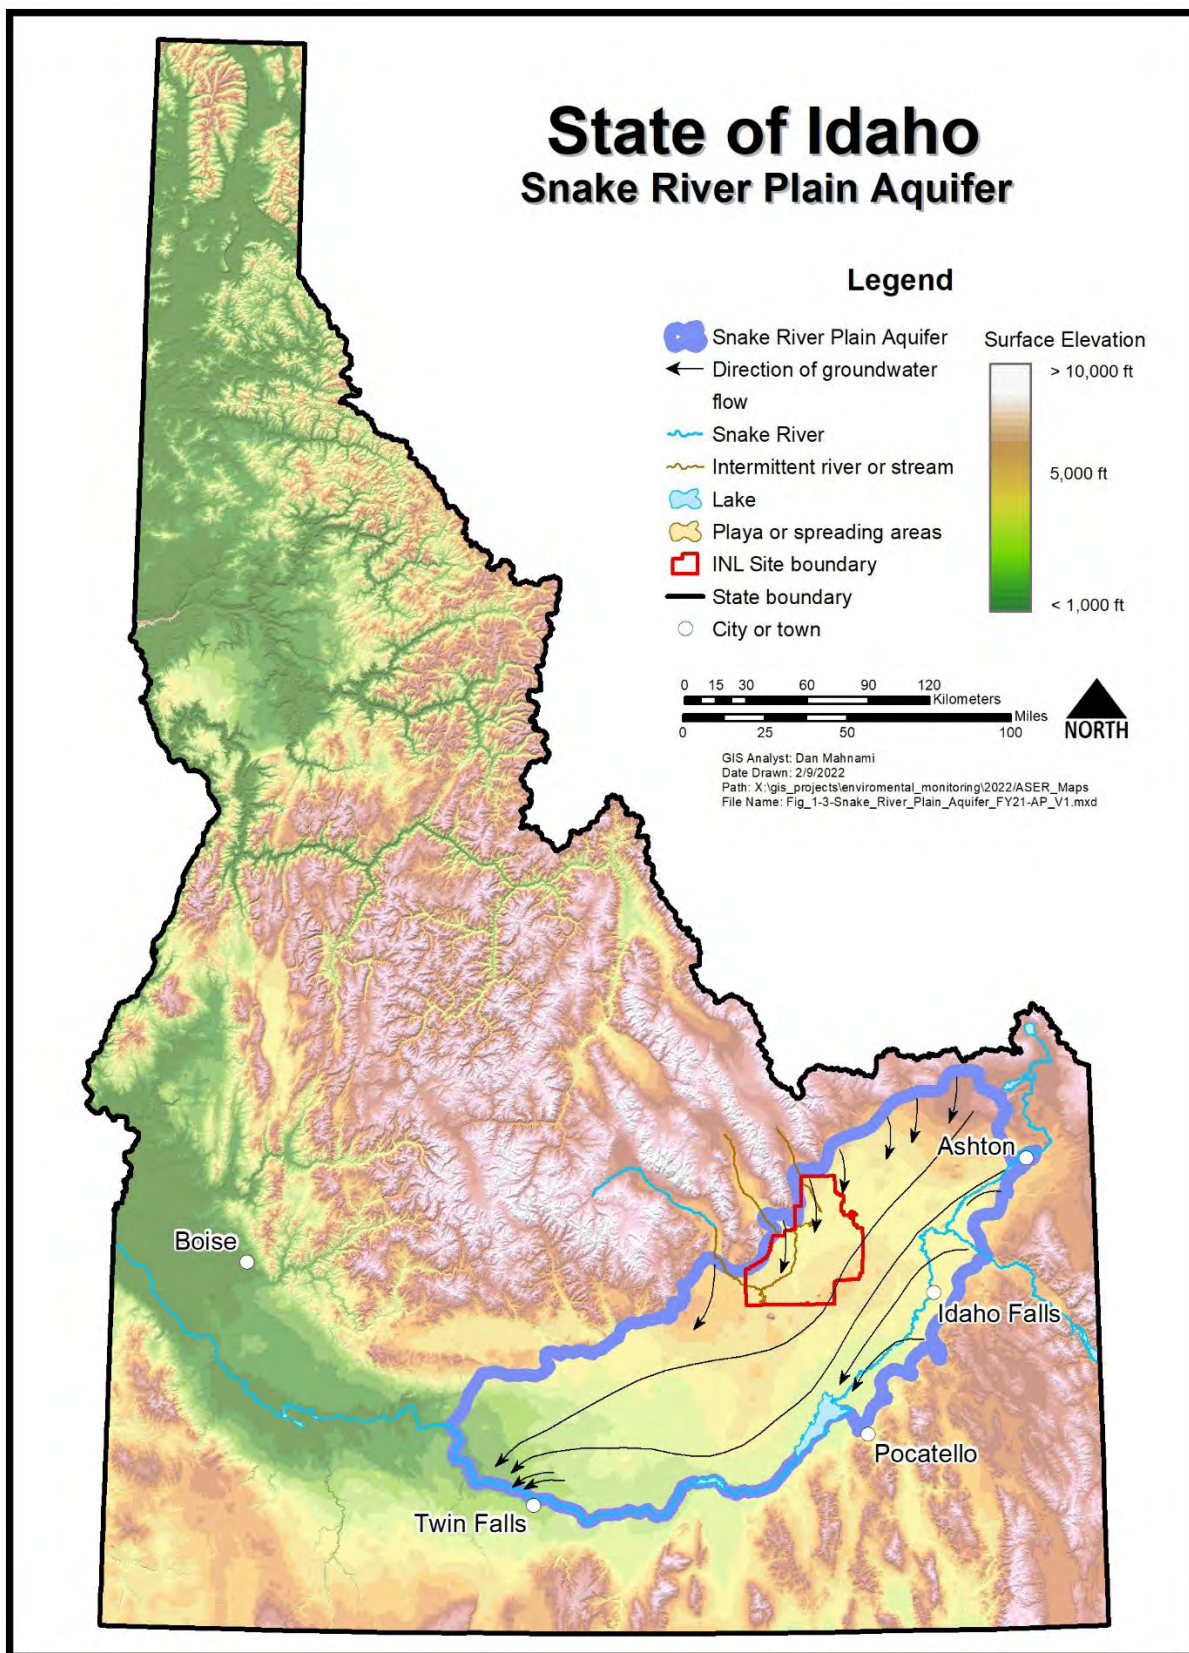 State of Idaho
Snake River Plain Aquifer
Legend
Snake River Plain Aquifer
Direction of groundwater
flow
Snake River
Intermittent river or stream
Lake
Playa or spreading areas
INL Site boundary
State boundary
City or town
Surface Elevation
> 10,000 ft
5,000 ft
< 1,000 ft
0 15 30 60 90 120
Kilometers
Miles
0 25 50 100
NORTH
GIS Analyst: Dan Mahnami
Date Drawn: 2/9/2022
Path: X:\gis_projects\enviromental_monitoring\2022/ASER_Maps
File Name: Fig_1-3-Snake_River_Plain_Aquifer_FY21-AP_V1.mxd
Ashton
Boise
Idaho Falls
Pocatello
Twin Falls